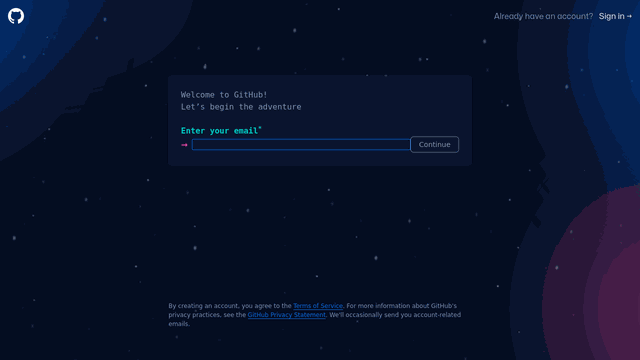 Already have an account? Sign in →
Welcome to GitHub!
Let's begin the adventure
Enter your email*
→ Continue
By creating an account, you agree to the Terms of Service. For more information about GitHub's
privacy practices, see the GitHub Privacy Statement. We'll occasionally send you account-related
emails.